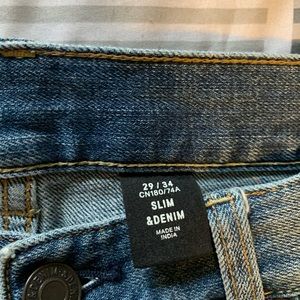 29 / 34
CN180/74A
SLIM
&DENIM
MADE IN
INDIA